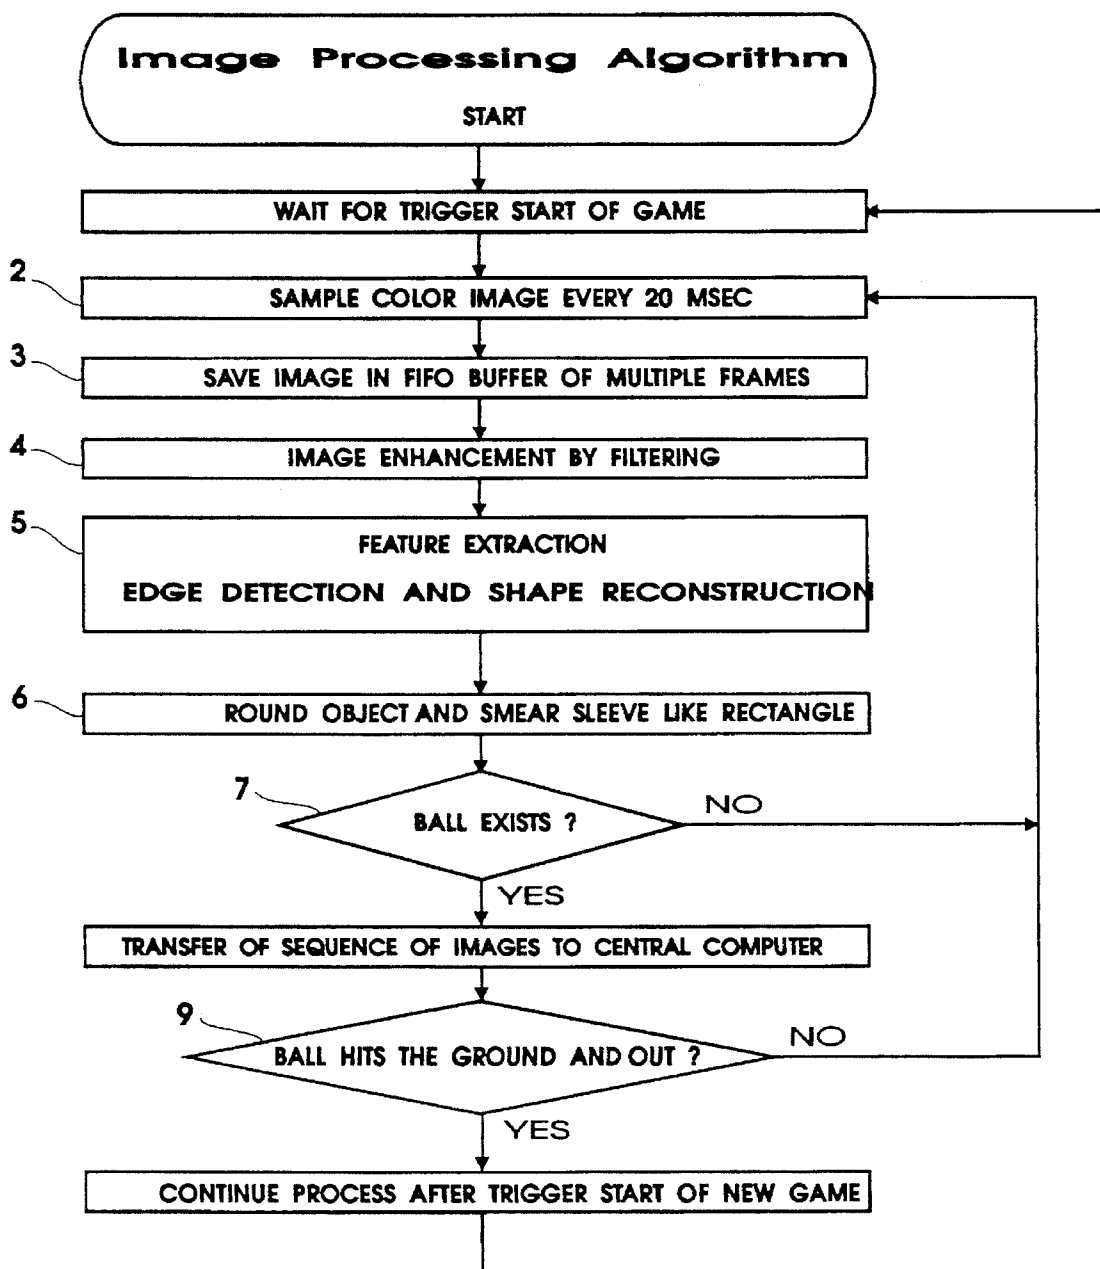 Image Processing Algorithm
START
WAIT FOR TRIGGER START OF GAME
2
SAMPLE COLOR IMAGE EVERY 20 MSEC
3
SAVE IMAGE IN FIFO BUFFER OF MULTIPLE FRAMES
4
IMAGE ENHANCEMENT BY FILTERING
5
FEATURE EXTRACTION
EDGE DETECTION AND SHAPE RECONSTRUCTION
6
ROUND OBJECT AND SMEAR SLEEVE LIKE RECTANGLE
7
BALL EXISTS ?
NO
YES
TRANSFER OF SEQUENCE OF IMAGES TO CENTRAL COMPUTER
9
BALL HITS THE GROUND AND OUT ?
NO
YES
CONTINUE PROCESS AFTER TRIGGER START OF NEW GAME